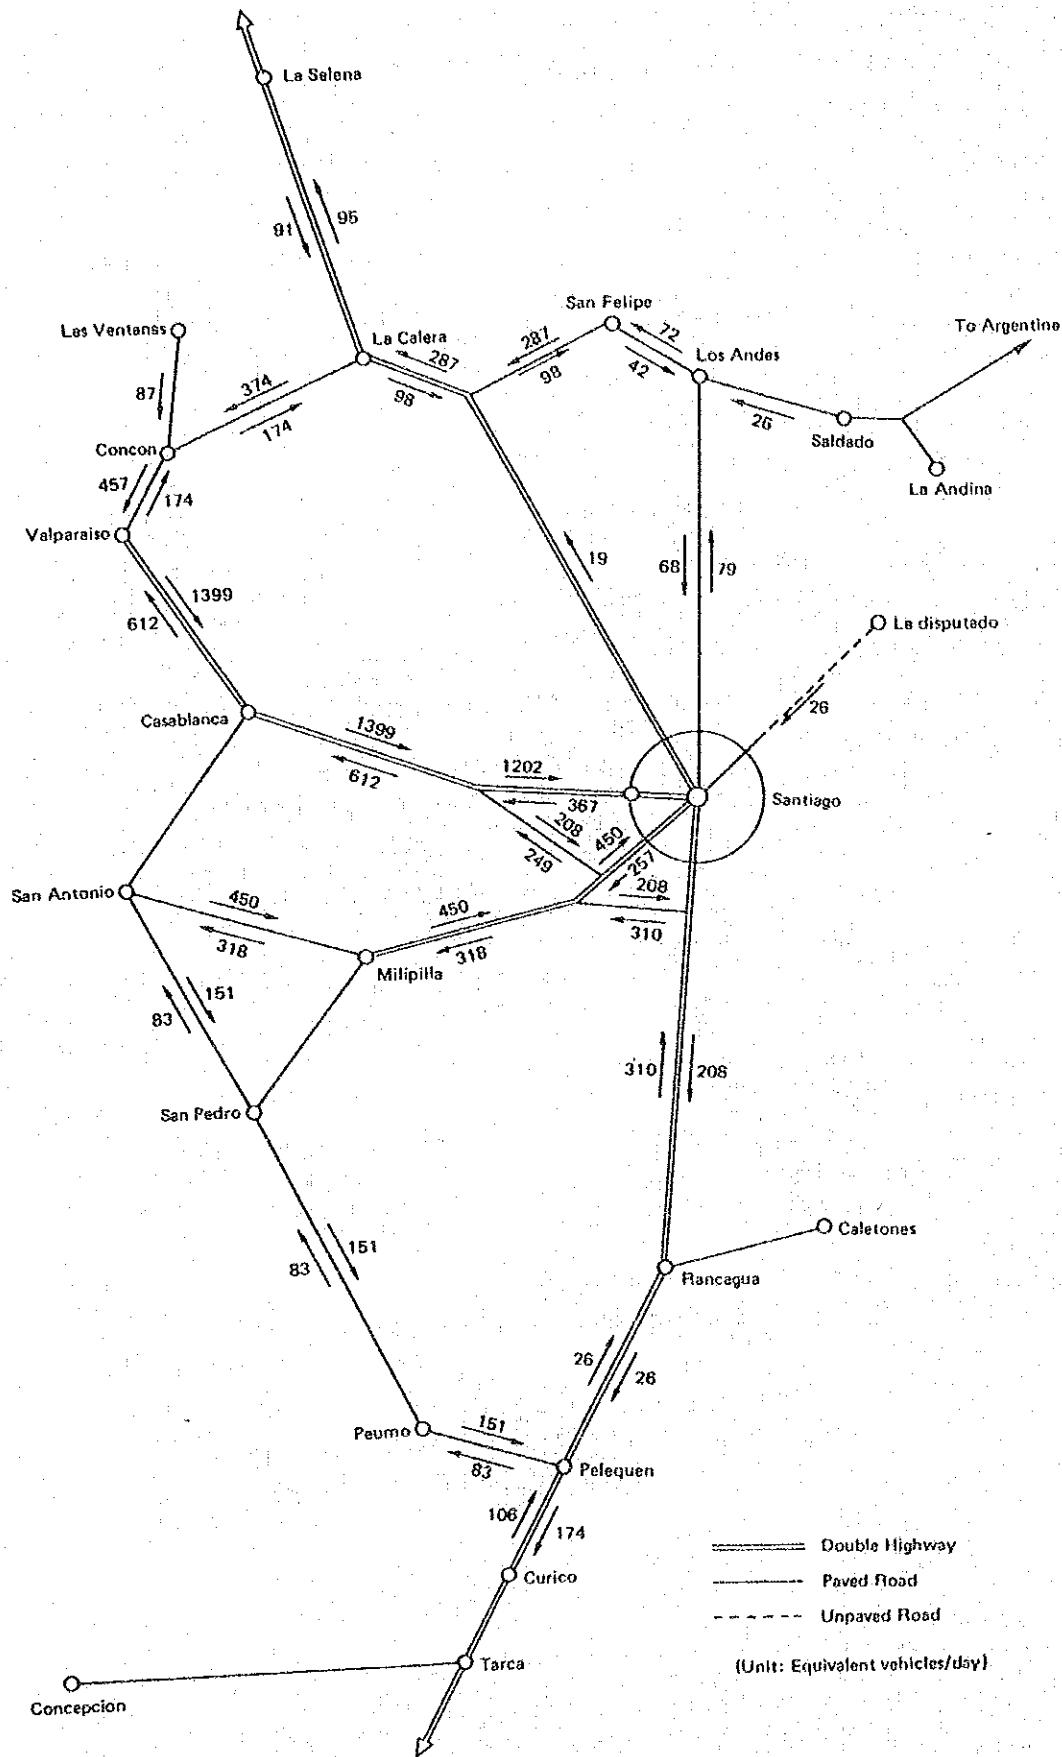 La Selena
95
91
San Felipe
To Argentina
Las Ventanas
La Calera
72
Los Andes
287
287
42
98
98
374
87
174
26
Saldado
Concon
La Andina
457
174
Valparaiso
19
68
79
1399
612
La disputado
26
Casablanca
1399
612
1202
367
Santiago
208
450
249
257
208
San Antonio
450
450
310
318
318
Milipilla
151
83
310
208
San Pedro
151
83
Caletones
Rancagua
26
26
151
Peumo
83
Pelequen
106
174
Curico
Double Highway
Paved Road
Unpaved Road
Tarca
(Unit: Equivalent vehicles/day)
Concepcion